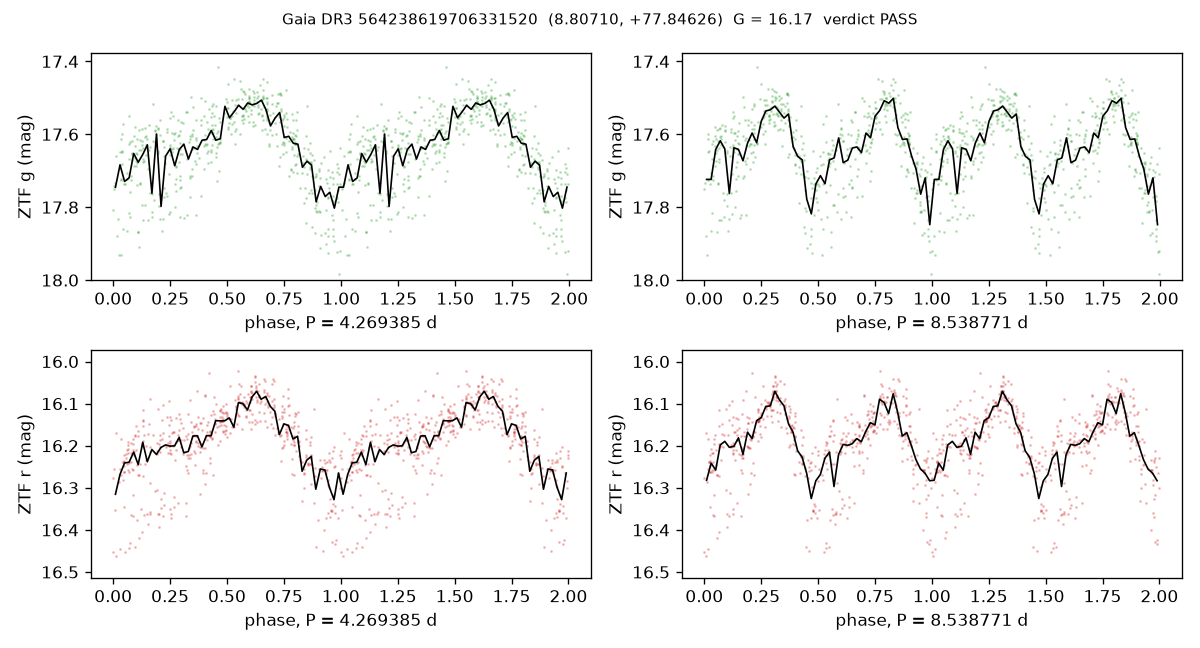 Gaia DR3 564238619706331520  (8.80710, +77.84626)  G = 16.17  verdict PASS
ZTF g (mag)
17.4
17.6
17.8
18.0
0.00 0.25 0.50 0.75 1.00 1.25 1.50 1.75 2.00
phase, P = 4.269385 d
ZTF g (mag)
17.4
17.6
17.8
18.0
0.00 0.25 0.50 0.75 1.00 1.25 1.50 1.75 2.00
phase, P = 8.538771 d
ZTF r (mag)
16.0
16.1
16.2
16.3
16.4
16.5
0.00 0.25 0.50 0.75 1.00 1.25 1.50 1.75 2.00
phase, P = 4.269385 d
ZTF r (mag)
16.0
16.1
16.2
16.3
16.4
16.5
0.00 0.25 0.50 0.75 1.00 1.25 1.50 1.75 2.00
phase, P = 8.538771 d